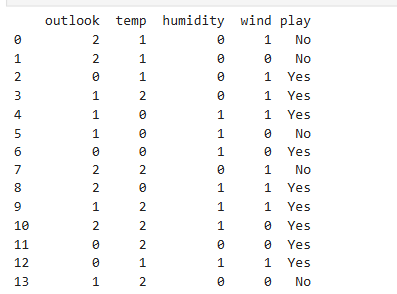 outlook temp humidity wind play
0 2 1 0 1 No
1 2 1 0 0 No
2 0 1 0 1 Yes
3 1 2 0 1 Yes
4 1 0 1 1 Yes
5 1 0 1 0 No
6 0 0 1 0 Yes
7 2 2 0 1 No
8 2 0 1 1 Yes
9 1 2 1 1 Yes
10 2 2 1 0 Yes
11 0 2 0 0 Yes
12 0 1 1 1 Yes
13 1 2 0 0 No